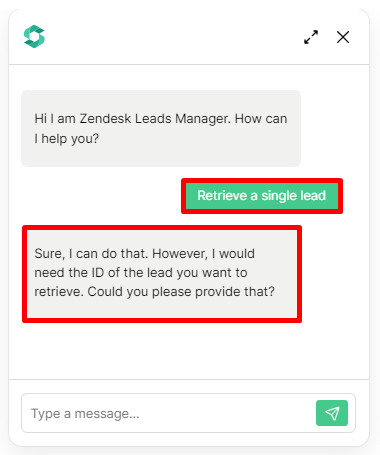 Hi I am Zendesk Leads Manager. How can
I help you?
Retrieve a single lead
Sure, I can do that. However, I would
need the ID of the lead you want to
retrieve. Could you please provide that?
Type a message...